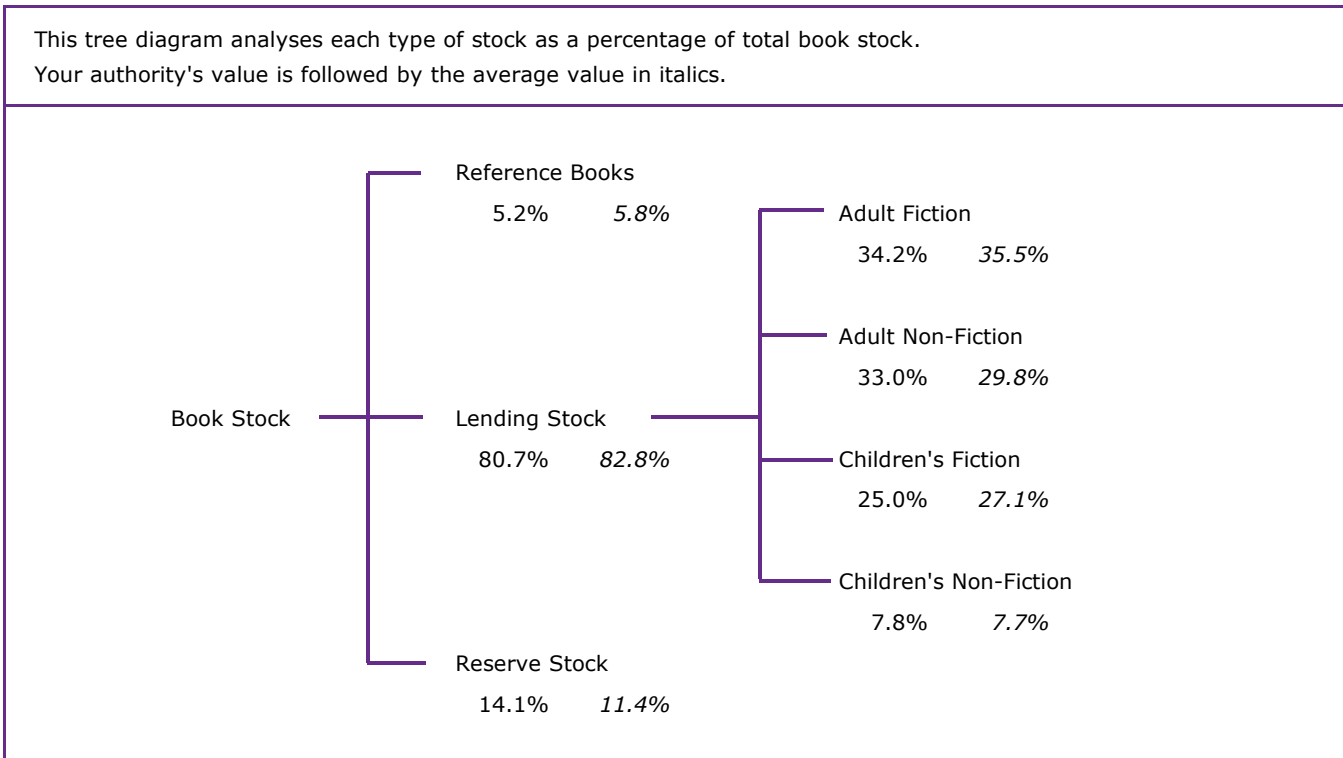 This tree diagram analyses each type of stock as a percentage of total book stock.
Your authority's value is followed by the average value in italics.
Reference Books
5.2% 5.8%
Adult Fiction
34.2% 35.5%
Adult Non-Fiction
33.0% 29.8%
Book Stock
Lending Stock
80.7% 82.8%
Children's Fiction
25.0% 27.1%
Children's Non-Fiction
7.8% 7.7%
Reserve Stock
14.1% 11.4%